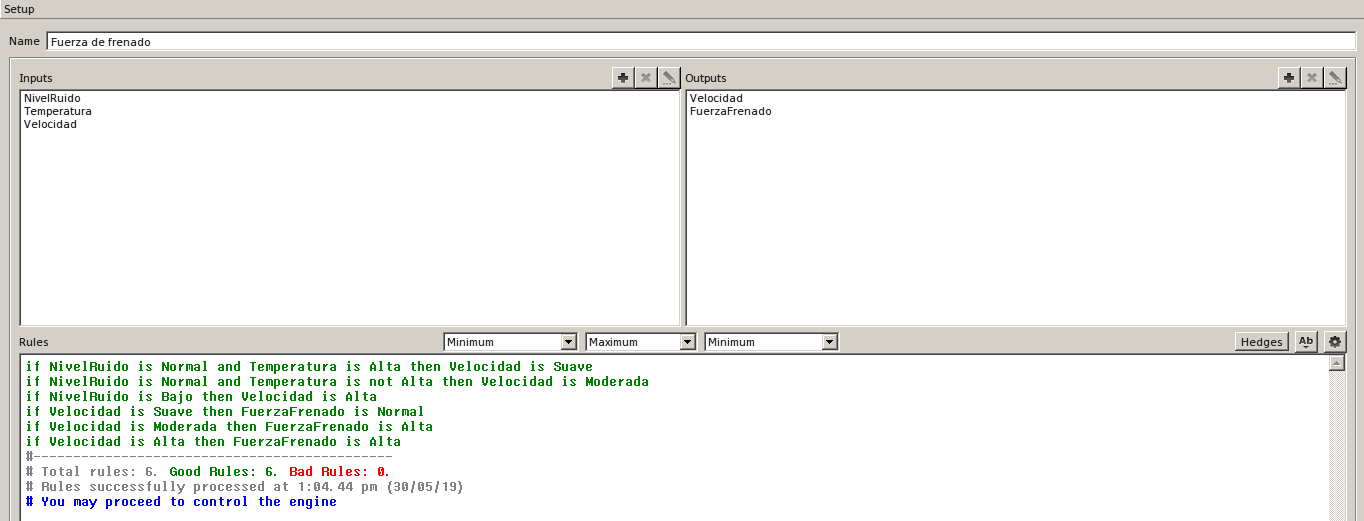 Setup
Name Fuerza de frenado
Inputs
NivelRuido
Temperatura
Velocidad
Outputs
Velocidad
FuerzaFrenado
Rules Minimum Maximum Minimum Hedges Ab
if NivelRuido is Normal and Temperatura is Alta then Velocidad is Suave
if NivelRuido is Normal and Temperatura is not Alta then Velocidad is Moderada
if NivelRuido is Bajo then Velocidad is Alta
if Velocidad is Suave then FuerzaFrenado is Normal
if Velocidad is Moderada then FuerzaFrenado is Alta
if Velocidad is Alta then FuerzaFrenado is Alta
#---------------------------------------------
# Total rules: 6. Good Rules: 6. Bad Rules: 0.
# Rules successfully processed at 1:04.44 pm (30/05/19)
# You may proceed to control the engine